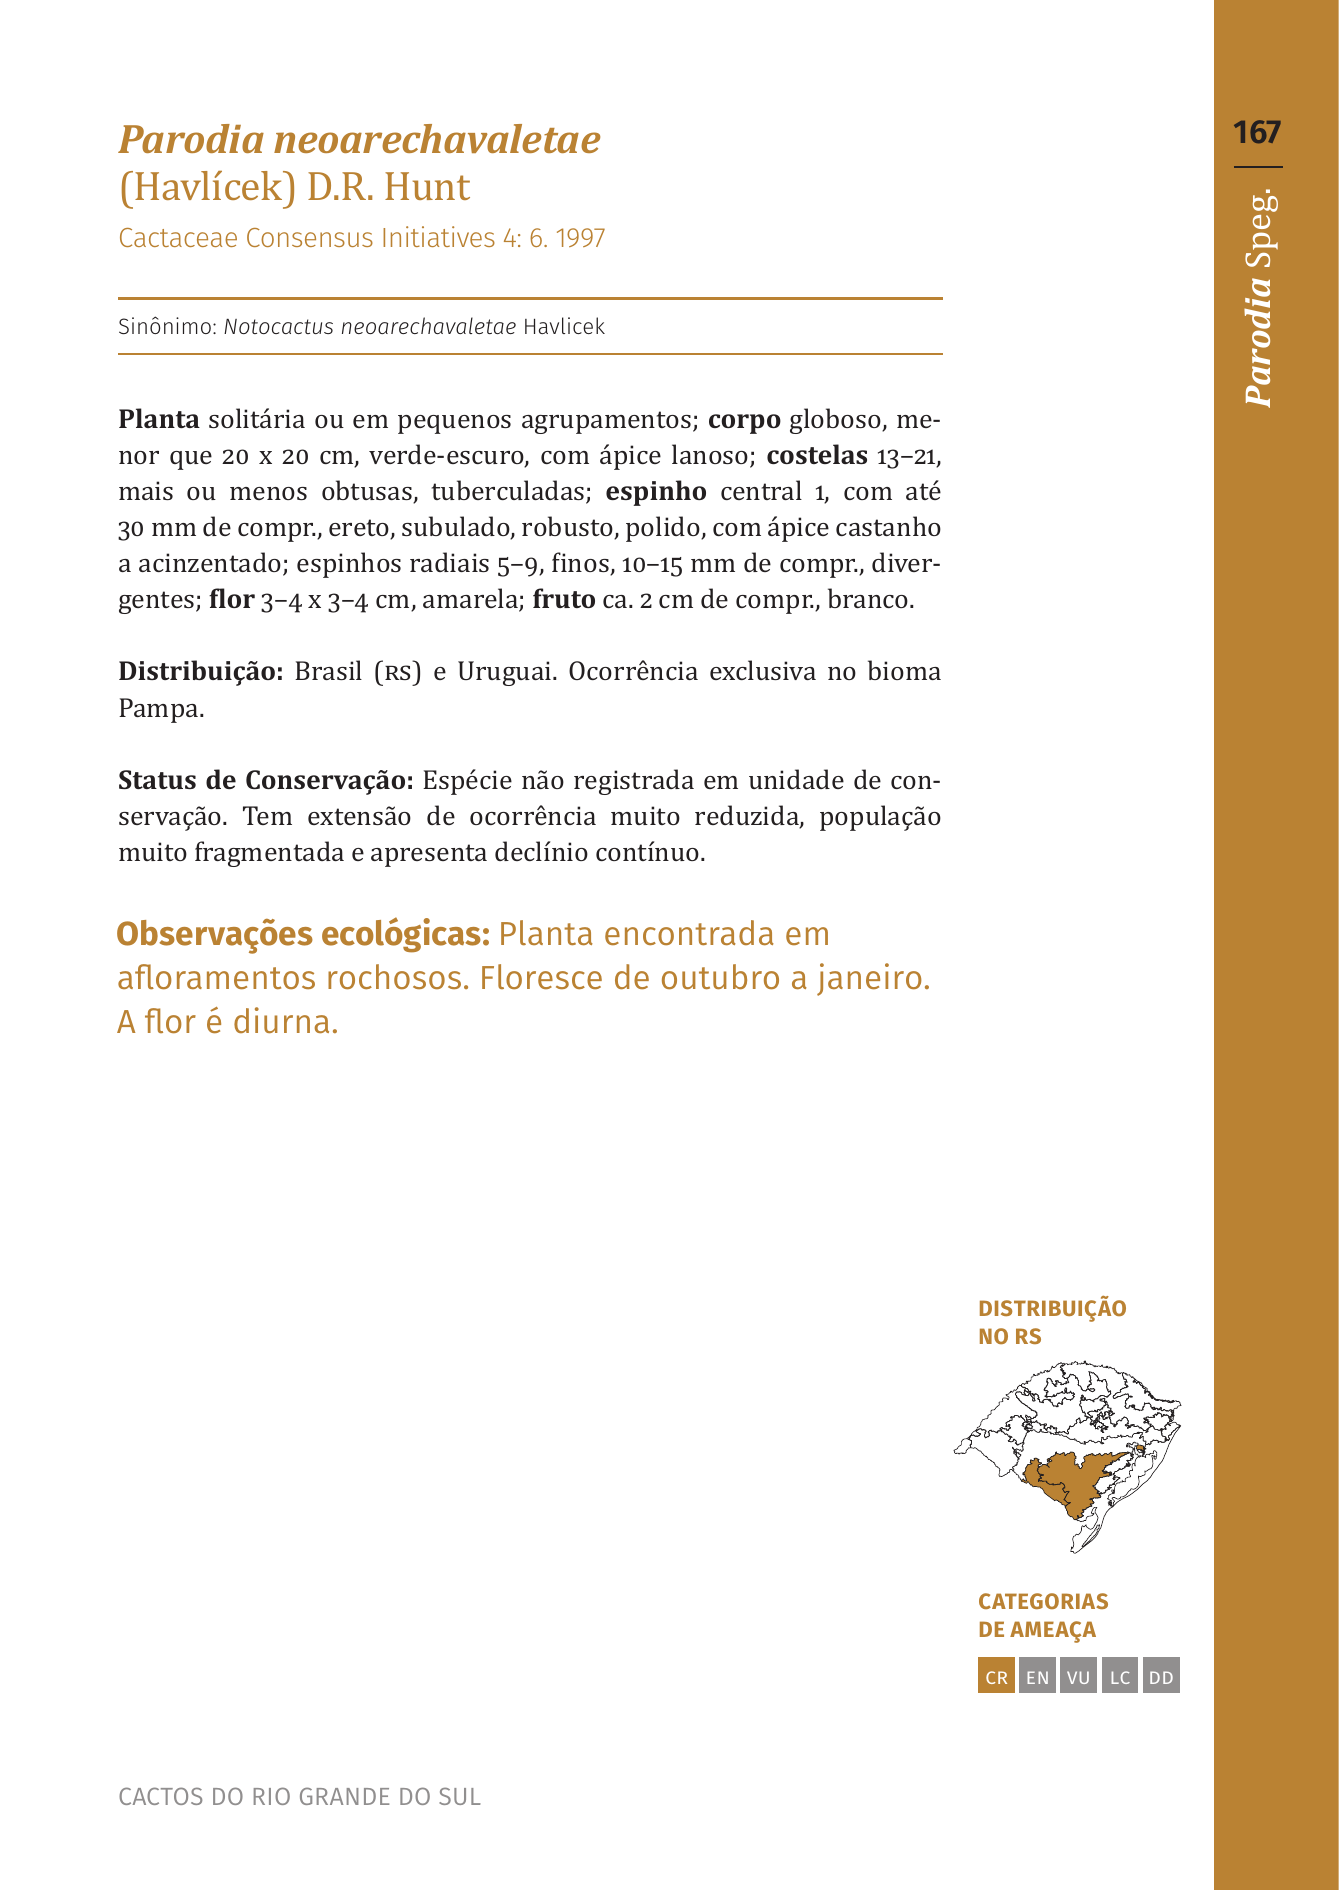 Parodia neoarechavaletae
(Havlícek) D.R. Hunt
Cactaceae Consensus Initiatives 4: 6. 1997
Sinônimo: Notocactus neoarechavaletae Havlicek
Planta solitária ou em pequenos agrupamentos; corpo globoso, me-
nor que 20 x 20 cm, verde-escuro, com ápice lanoso; costelas 13–21,
mais ou menos obtusas, tuberculadas; espinho central 1, com até
30 mm de compr., ereto, subulado, robusto, polido, com ápice castanho
a acinzentado; espinhos radiais 5–9, finos, 10–15 mm de compr., diver-
gentes; flor 3–4 x 3–4 cm, amarela; fruto ca. 2 cm de compr., branco.
Distribuição: Brasil (RS) e Uruguai. Ocorrência exclusiva no bioma
Pampa.
Status de Conservação: Espécie não registrada em unidade de con-
servação. Tem extensão de ocorrência muito reduzida, população
muito fragmentada e apresenta declínio contínuo.
Observações ecológicas: Planta encontrada em
afloramentos rochosos. Floresce de outubro a janeiro.
A flor é diurna.
DISTRIBUIÇÃO
NO RS
CATEGORIAS
DE AMEAÇA
CR EN VU LC DD
CACTOS DO RIO GRANDE DO SUL
167
Parodia Speg.